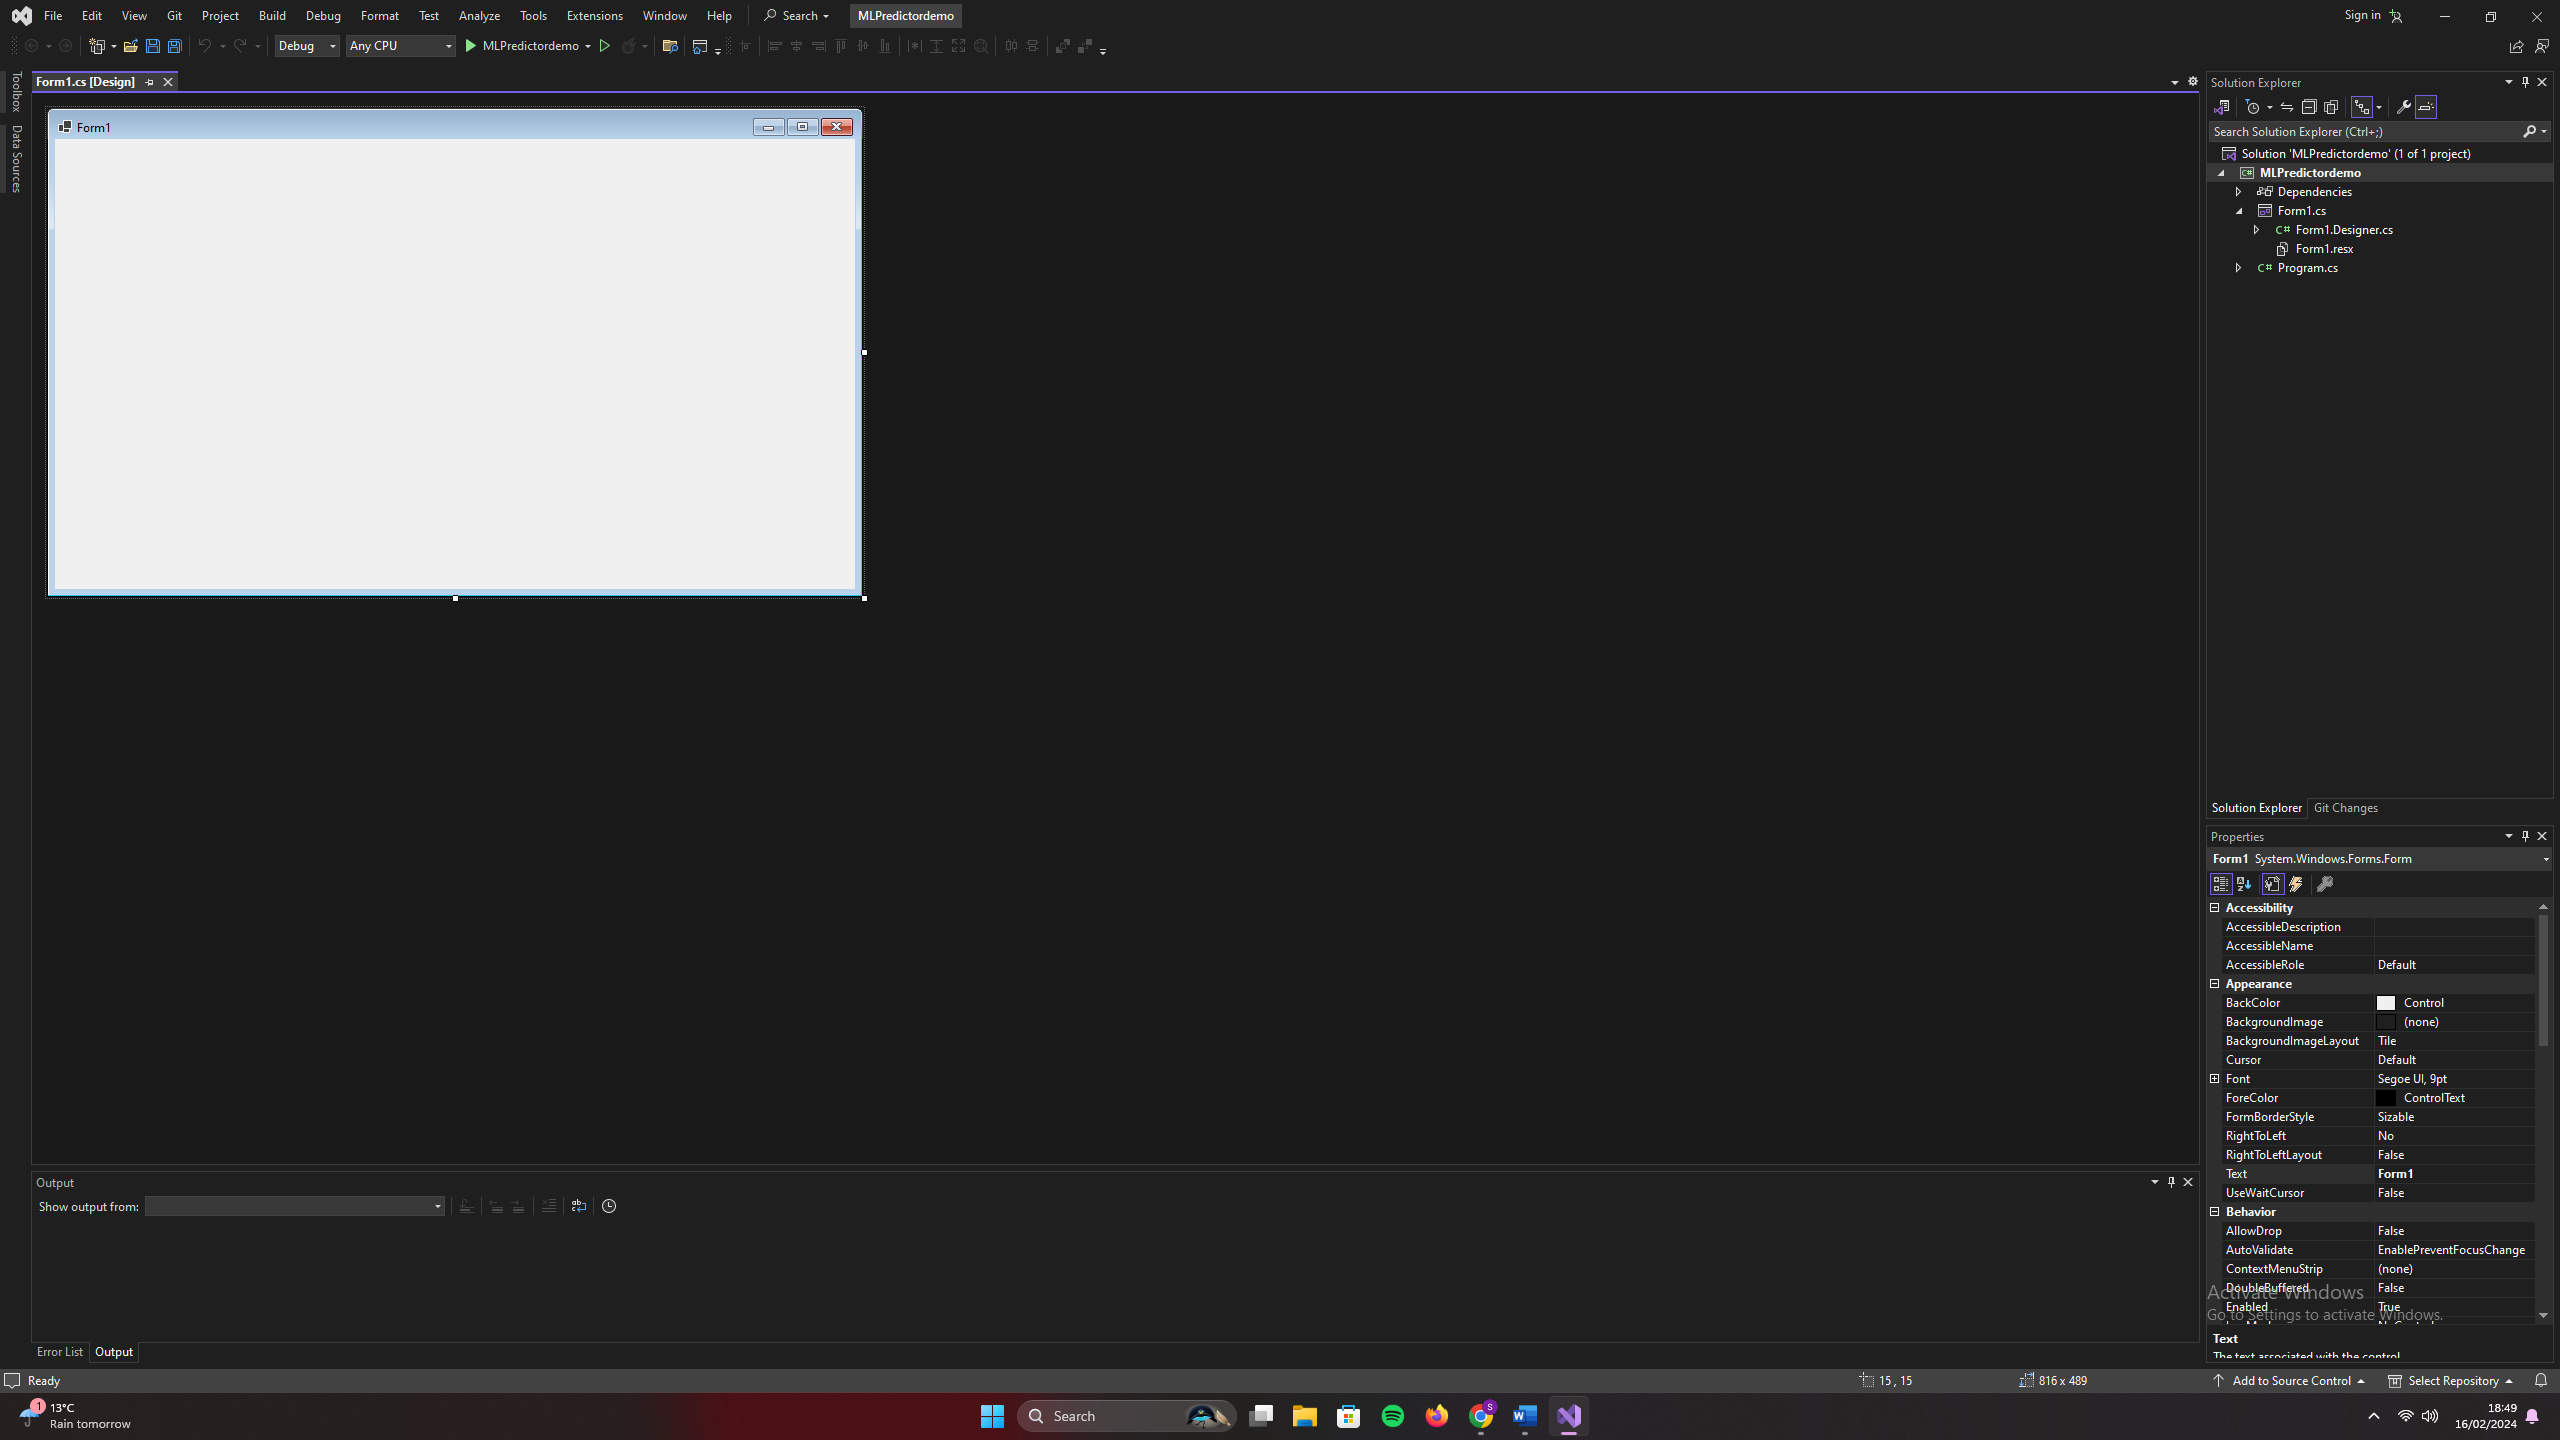 File Edit View Git Project Build Debug Format Test Analyze Tools Extensions Window Help Search MLPredictordemo Sign in
Debug Any CPU MLPredictordemo
Toolbox
Data Sources
Form1.cs [Design]
Form1
Solution Explorer
Search Solution Explorer (Ctrl+;)
Solution 'MLPredictordemo' (1 of 1 project)
C# MLPredictordemo
Dependencies
Form1.cs
C# Form1.Designer.cs
Form1.resx
C# Program.cs
Solution Explorer Git Changes
Properties
Form1 System.Windows.Forms.Form
Accessibility
AccessibleDescription
AccessibleName
AccessibleRole Default
Appearance
BackColor Control
BackgroundImage (none)
BackgroundImageLayout Tile
Cursor Default
Font Segoe UI, 9pt
ForeColor ControlText
FormBorderStyle Sizable
RightToLeft No
RightToLeftLayout False
Text Form1
UseWaitCursor False
Behavior
AllowDrop False
AutoValidate EnablePreventFocusChange
ContextMenuStrip (none)
DoubleBuffered False
Activate Windows
Enabled True
Go to Settings to activate Windows.
Text
The text associated with the control
Output
Show output from:
Error List Output
Ready 15 , 15 816 x 489 Add to Source Control Select Repository
1 13°C
Rain tomorrow
Search
S
18:49
16/02/2024